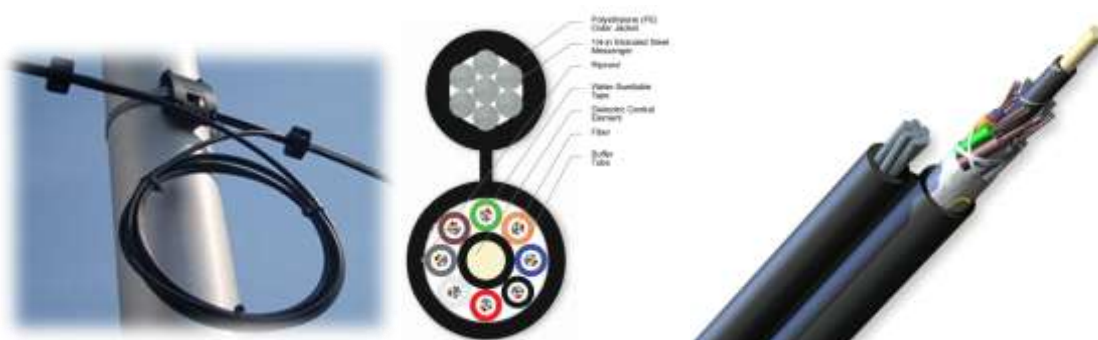 Polyethylene (PE)
Outer Jacket
1/4-in Stranded Steel
Messenger
Ripcord
Water-Swellable
Tape
Dielectric Central
Element
Fiber
Buffer
Tube